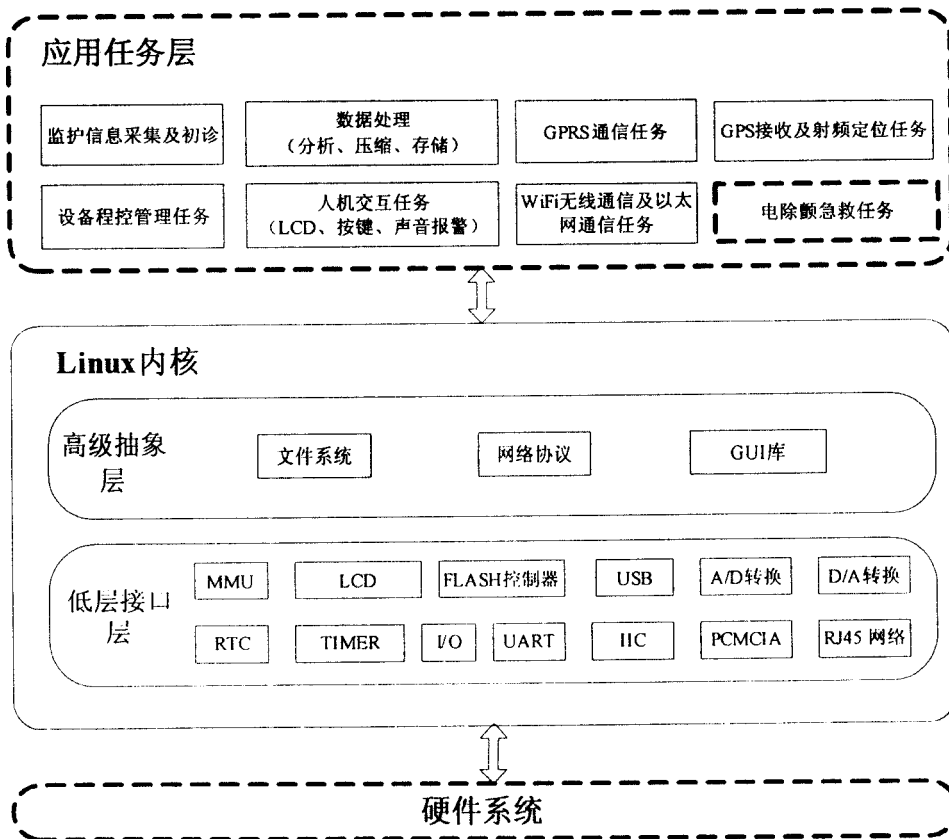 应用任务层
监护信息采集及初诊
数据处理
（分析、压缩、存储）
GPRS通信任务
GPS接收及射频定位任务
设备程控管理任务
人机交互任务
（LCD、按键、声音报警）
WiFi无线通信及以太
网通信任务
电除颤急救任务
Linux内核
高级抽象
层
文件系统
网络协议
GUI库
低层接口
层
MMU
LCD
FLASH控制器
USB
A/D转换
D/A转换
RTC
TIMER
I/O
UART
IIC
PCMCIA
RJ45 网络
硬件系统